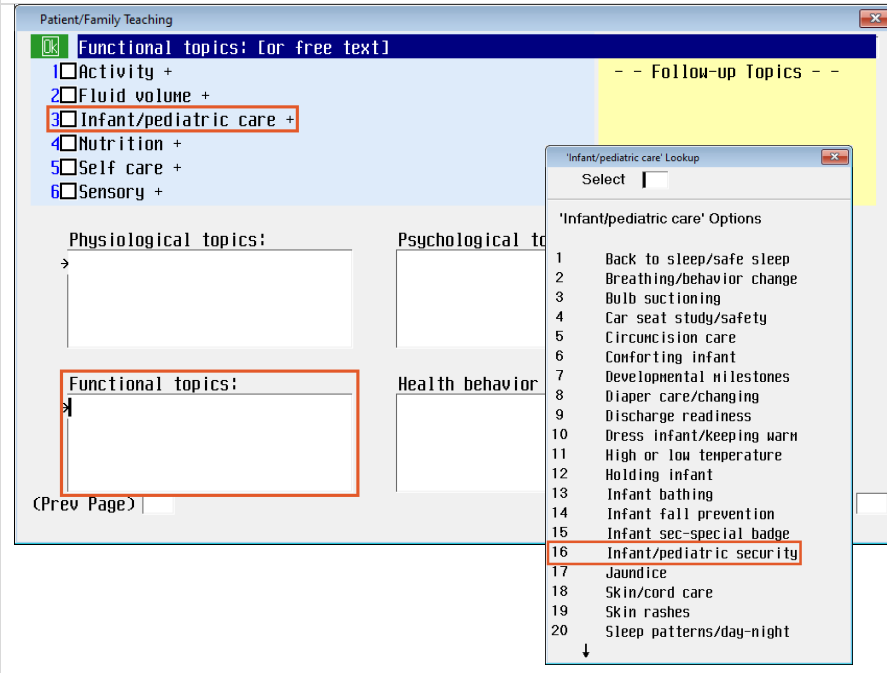 Patient/Family Teaching
Ok Functional topics: [or free text]
1 Activity +
2 Fluid volume +
3 Infant/pediatric care +
4 Nutrition +
5 Self care +
6 Sensory +
- - Follow-up Topics - -
Physiological topics:
Psychological to
Functional topics:
Health behavior
(Prev Page)
'Infant/pediatric care' Lookup
Select
'Infant/pediatric care' Options
1 Back to sleep/safe sleep
2 Breathing/behavior change
3 Bulb suctioning
4 Car seat study/safety
5 Circumcision care
6 Comforting infant
7 Developmental milestones
8 Diaper care/changing
9 Discharge readiness
10 Dress infant/keeping warm
11 High or low temperature
12 Holding infant
13 Infant bathing
14 Infant fall prevention
15 Infant sec-special badge
16 Infant/pediatric security
17 Jaundice
18 Skin/cord care
19 Skin rashes
20 Sleep patterns/day-night